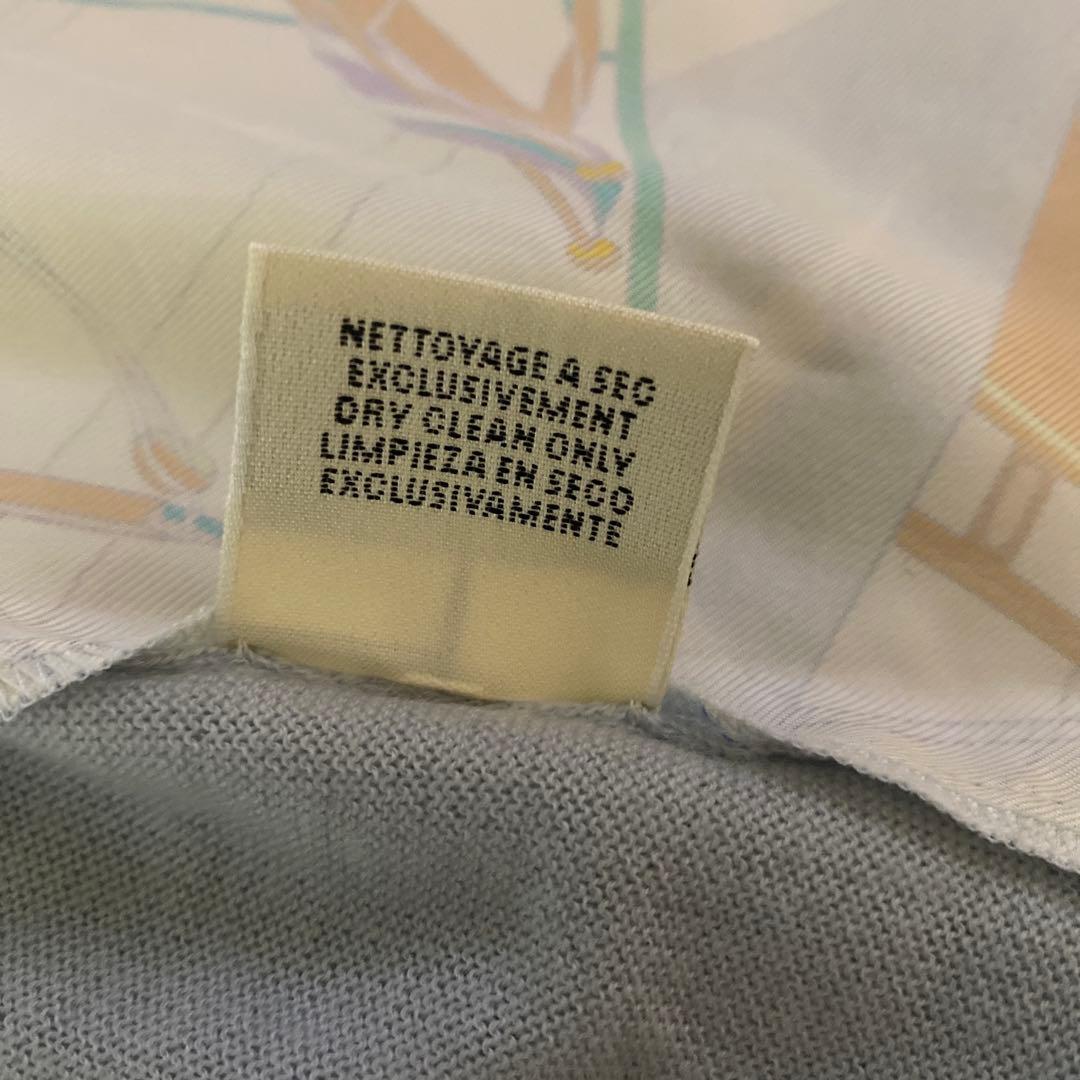 NETTOYAGE A SEC
EXCLUSIVEMENT
DRY CLEAN ONLY
LIMPIEZA EN SECO
EXCLUSIVAMENTE